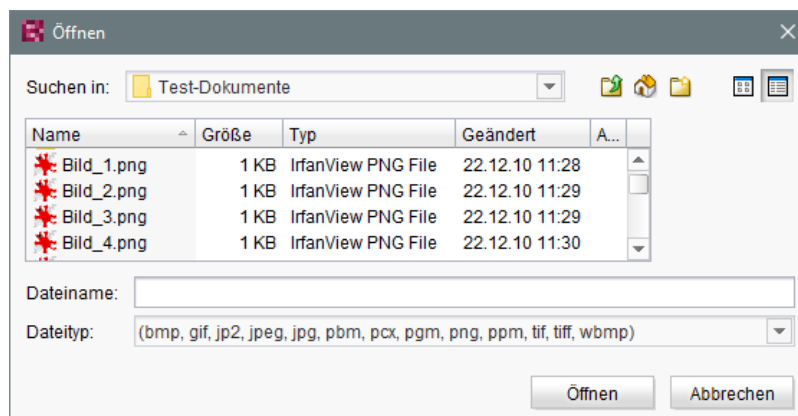 Öffnen
Suchen in: Test-Dokumente
Name Größe Typ Geändert A...
Bild_1.png 1 KB IrfanView PNG File 22.12.10 11:28
Bild_2.png 1 KB IrfanView PNG File 22.12.10 11:29
Bild_3.png 1 KB IrfanView PNG File 22.12.10 11:29
Bild_4.png 1 KB IrfanView PNG File 22.12.10 11:30
Dateiname:
Dateityp: (bmp, gif, jp2, jpeg, jpg, pbm, pcx, pgm, png, ppm, tif, tiff, wbmp)
Öffnen Abbrechen